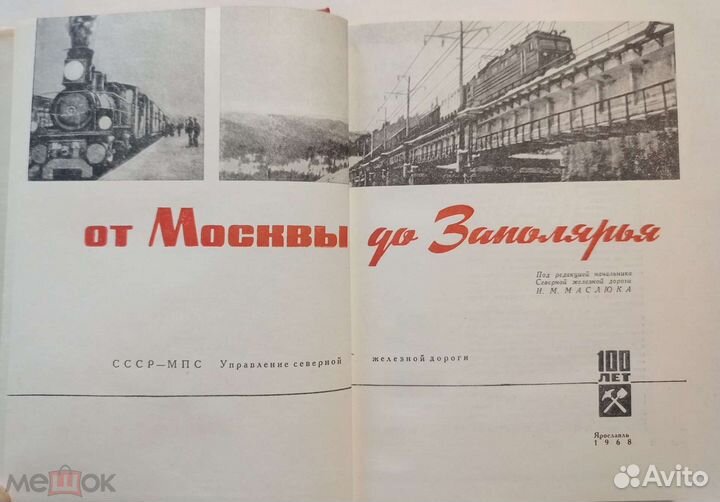 от Москвы до Заполярья
Под редакцией начальника
Северной железной дороги
И. М. МАСЛЮКА
СССР—МПС Управление северной железной дороги
100
ЛЕТ
Ярославль
1968
мешок
Avito